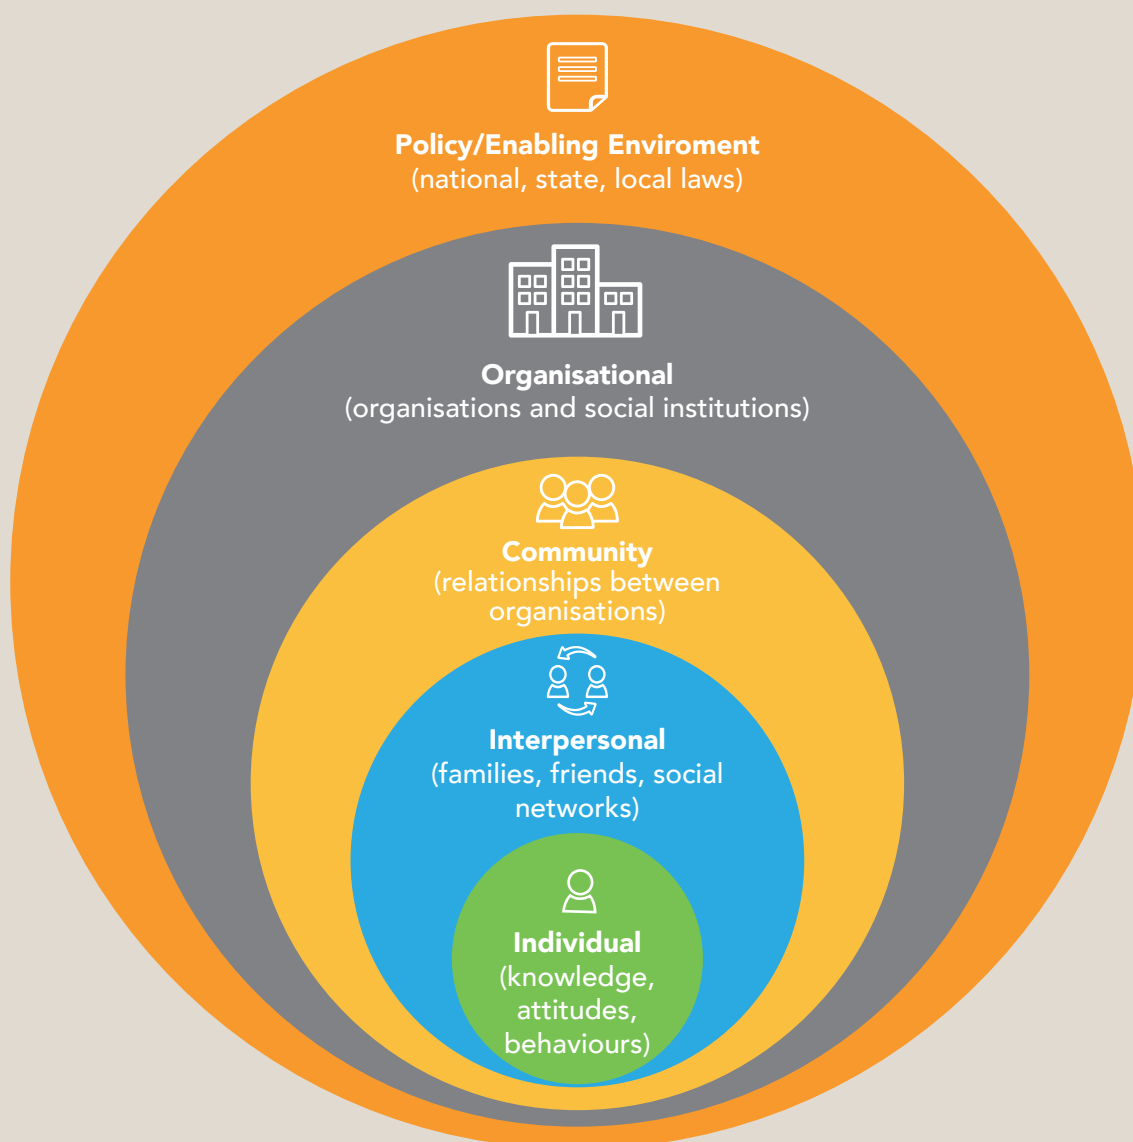 Policy/Enabling Enviroment
(national, state, local laws)
Organisational
(organisations and social institutions)
Community
(relationships between
organisations)
Interpersonal
(families, friends, social
networks)
Individual
(knowledge,
attitudes,
behaviours)